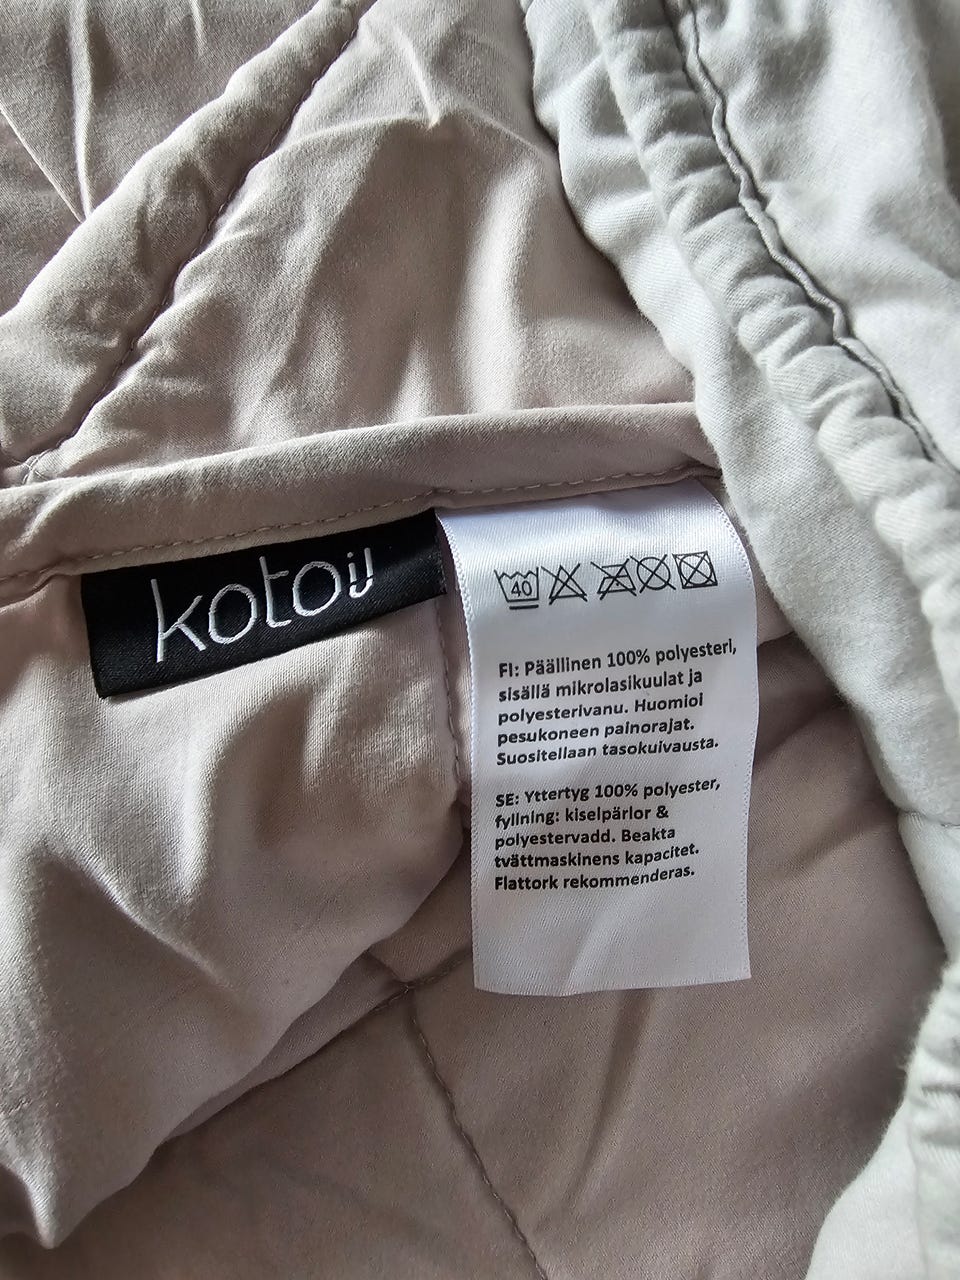 kotoij
40
FI: Päällinen 100% polyesteri,
sisällä mikrolasikuulat ja
polyesterivanu. Huomioi
pesukoneen painorajat.
Suositellaan tasokuivausta.
SE: Yttertyg 100% polyester,
fyllning: kiselpärlor &
polyestervadd. Beakta
tvättmaskinens kapacitet.
Flattork rekommenderas.